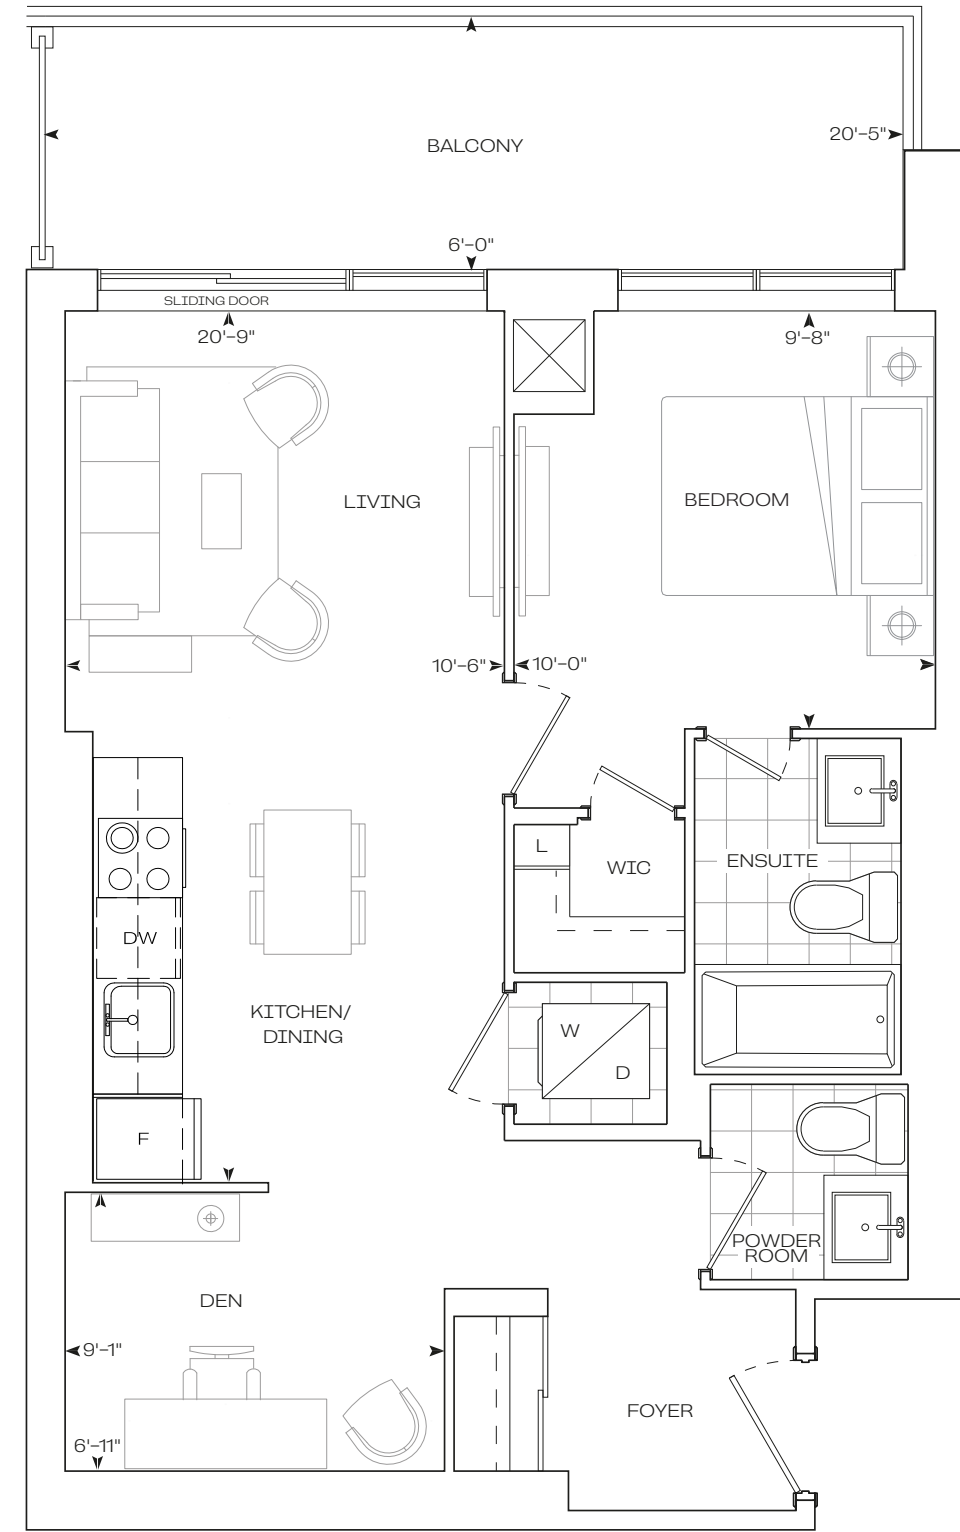 BALCONY
20'-5"
6'-0"
SLIDING DOOR
20'-9"
9'-8"
LIVING
BEDROOM
10'-6"
10'-0"
L
WIC
ENSUITE
DW
KITCHEN/
DINING
W
D
F
POWDER
ROOM
DEN
9'-1"
FOYER
6'-11"